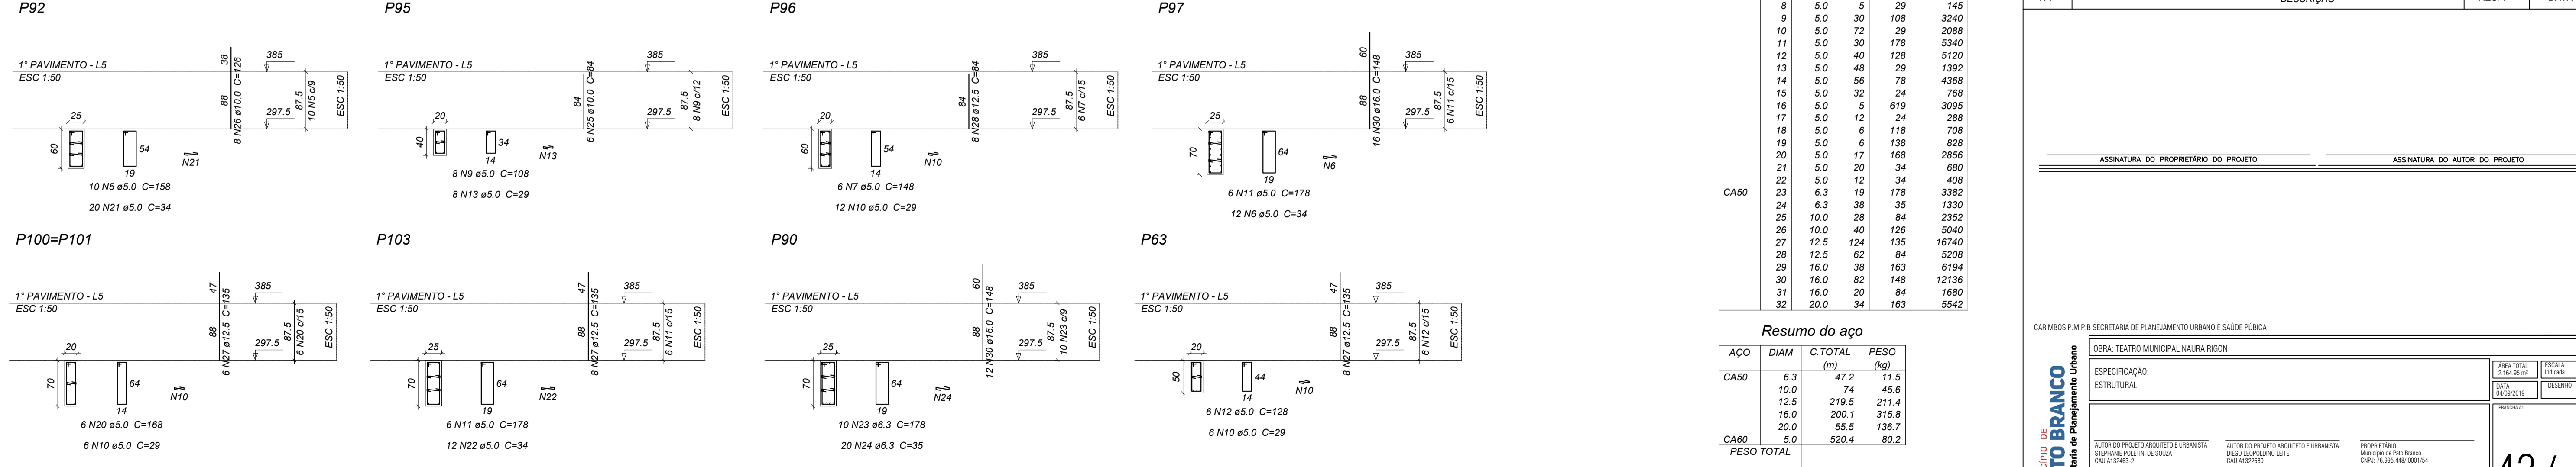 P92
38
385
1° PAVIMENTO - L5
ESC 1:50
88
8 N26 ø10.0 C=126
297.5
87.5
10 N5 c/9
ESC 1:50
25
60
54
19
N21
10 N5 ø5.0 C=158
20 N21 ø5.0 C=34
P95
385
1° PAVIMENTO - L5
ESC 1:50
84
6 N25 ø10.0 C=84
297.5
87.5
8 N9 c/12
ESC 1:50
20
40
34
14
N13
8 N9 ø5.0 C=108
8 N13 ø5.0 C=29
P96
385
1° PAVIMENTO - L5
ESC 1:50
84
8 N28 ø12.5 C=84
297.5
87.5
6 N7 c/15
ESC 1:50
20
60
54
14
N10
6 N7 ø5.0 C=148
12 N10 ø5.0 C=29
P97
60
385
1° PAVIMENTO - L5
ESC 1:50
88
16 N30 ø16.0 C=148
297.5
87.5
6 N11 c/15
ESC 1:50
25
70
64
19
N6
6 N11 ø5.0 C=178
12 N6 ø5.0 C=34
P100=P101
47
385
1° PAVIMENTO - L5
ESC 1:50
88
6 N27 ø12.5 C=135
297.5
87.5
6 N20 c/15
ESC 1:50
20
70
64
14
N10
6 N20 ø5.0 C=168
6 N10 ø5.0 C=29
P103
47
385
1° PAVIMENTO - L5
ESC 1:50
88
8 N27 ø12.5 C=135
297.5
87.5
6 N11 c/15
ESC 1:50
25
70
64
19
N22
6 N11 ø5.0 C=178
12 N22 ø5.0 C=34
P90
60
385
1° PAVIMENTO - L5
ESC 1:50
88
12 N30 ø16.0 C=148
297.5
87.5
10 N23 c/9
ESC 1:50
25
70
64
19
N24
10 N23 ø6.3 C=178
20 N24 ø6.3 C=35
P63
47
385
1° PAVIMENTO - L5
ESC 1:50
88
8 N27 ø12.5 C=135
297.5
87.5
6 N12 c/15
ESC 1:50
20
50
44
14
N10
6 N12 ø5.0 C=128
6 N10 ø5.0 C=29
8 5.0 5 29 145
9 5.0 30 108 3240
10 5.0 72 29 2088
11 5.0 30 178 5340
12 5.0 40 128 5120
13 5.0 48 29 1392
14 5.0 56 78 4368
15 5.0 32 24 768
16 5.0 5 619 3095
17 5.0 12 24 288
18 5.0 6 118 708
19 5.0 6 138 828
20 5.0 17 168 2856
21 5.0 20 34 680
22 5.0 12 34 408
CA50 23 6.3 19 178 3382
24 6.3 38 35 1330
25 10.0 28 84 2352
26 10.0 40 126 5040
27 12.5 124 135 16740
28 12.5 62 84 5208
29 16.0 38 163 6194
30 16.0 82 148 12136
31 16.0 20 84 1680
32 20.0 34 163 5542
Resumo do aço
AÇO DIAM C.TOTAL PESO
(m) (kg)
CA50 6.3 47.2 11.5
10.0 74 45.6
12.5 219.5 211.4
16.0 200.1 315.8
20.0 55.5 136.7
CA60 5.0 520.4 80.2
PESO TOTAL
DESCRIÇÃO
ASSINATURA DO PROPRIETÁRIO DO PROJETO
ASSINATURA DO AUTOR DO PROJETO
CARIMBOS P.M.P.B SECRETARIA DE PLANEJAMENTO URBANO E SAÚDE PÚBICA
OBRA: TEATRO MUNICIPAL NAURA RIGON
ESPECIFICAÇÃO:
ESTRUTURAL
ÁREA TOTAL
2.164,95 m²
ESCALA
Indicada
DATA
04/09/2019
DESENHO
PRANCHA A1
AUTOR DO PROJETO ARQUITETO E URBANISTA
STEPHANIE POLETINI DE SOUZA
CAU A132463-2
AUTOR DO PROJETO ARQUITETO E URBANISTA
DIEGO LEOPOLDINO LEITE
CAU A1322680
PROPRIETÁRIO
Município de Pato Branco
CNPJ: 76.995.448/ 0001/54
DE
BRANCO
de Planejamento Urbano